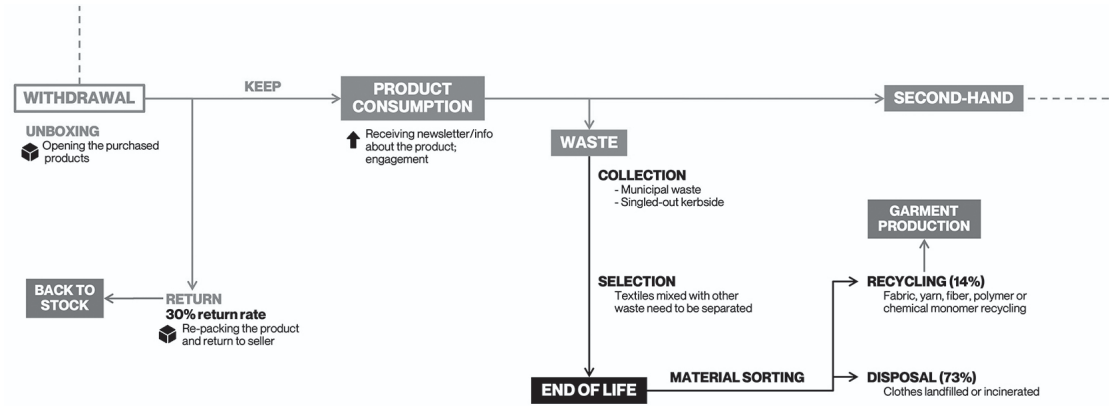 WITHDRAWAL
KEEP
PRODUCT
CONSUMPTION
SECOND-HAND
UNBOXING
Opening the purchased
products
Receiving newsletter/info
about the product;
engagement
WASTE
COLLECTION
- Municipal waste
- Singled-out kerbside
GARMENT
PRODUCTION
BACK TO
STOCK
RETURN
30% return rate
Re-packing the product
and return to seller
SELECTION
Textiles mixed with other
waste need to be separated
RECYCLING (14%)
Fabric, yarn, fiber, polymer or
chemical monomer recycling
END OF LIFE
MATERIAL SORTING
DISPOSAL (73%)
Clothes landfilled or incinerated